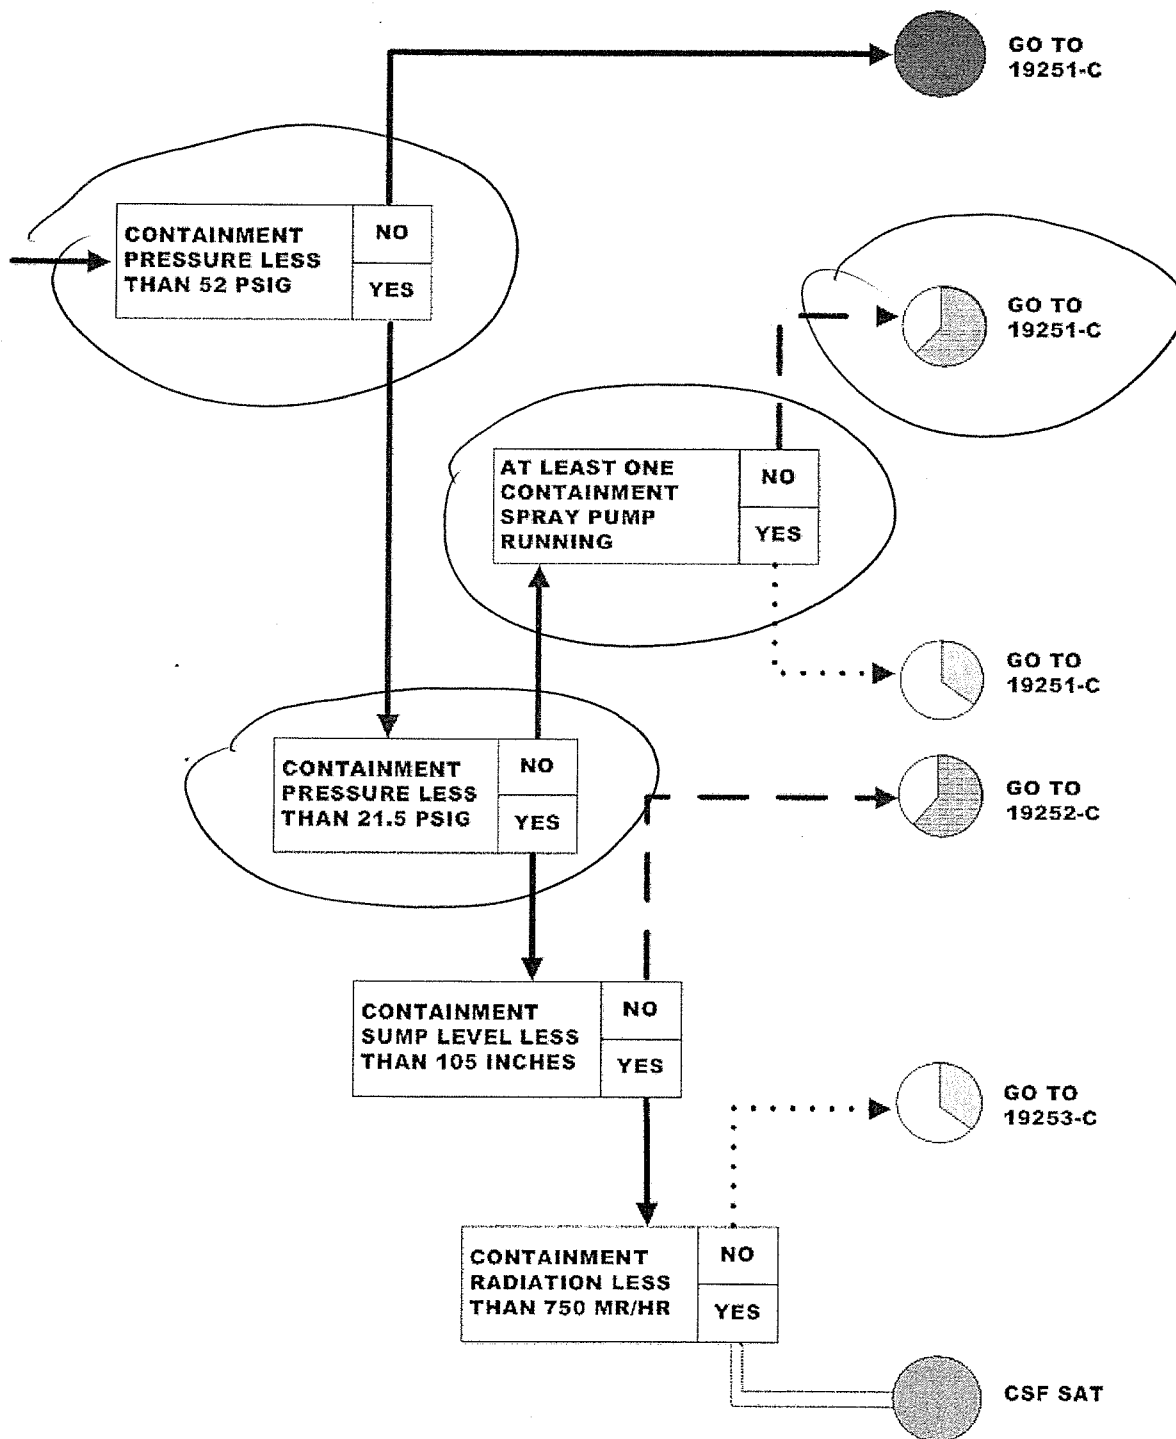 GO TO
19251-C
CONTAINMENT
PRESSURE LESS
THAN 52 PSIG
NO
YES
GO TO
19251-C
AT LEAST ONE
CONTAINMENT
SPRAY PUMP
RUNNING
NO
YES
GO TO
19251-C
CONTAINMENT
PRESSURE LESS
THAN 21.5 PSIG
NO
YES
GO TO
19252-C
CONTAINMENT
SUMP LEVEL LESS
THAN 105 INCHES
NO
YES
GO TO
19253-C
CONTAINMENT
RADIATION LESS
THAN 750 MR/HR
NO
YES
CSF SAT